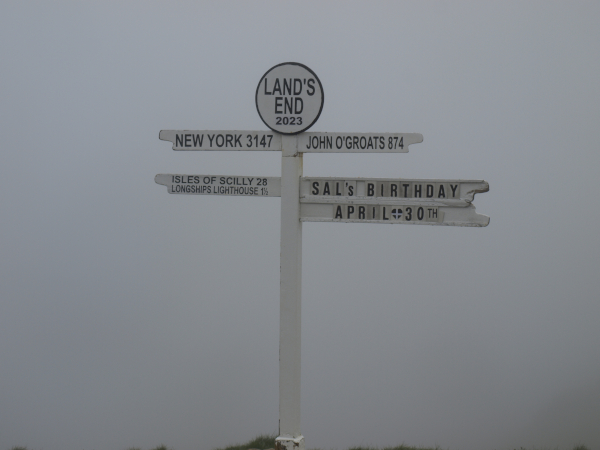 LAND'S
END
2023
NEW YORK 3147
JOHN O'GROATS 874
ISLES OF SCILLY 28
LONGSHIPS LIGHTHOUSE 1½
SAL's BIRTHDAY
APRIL 30TH